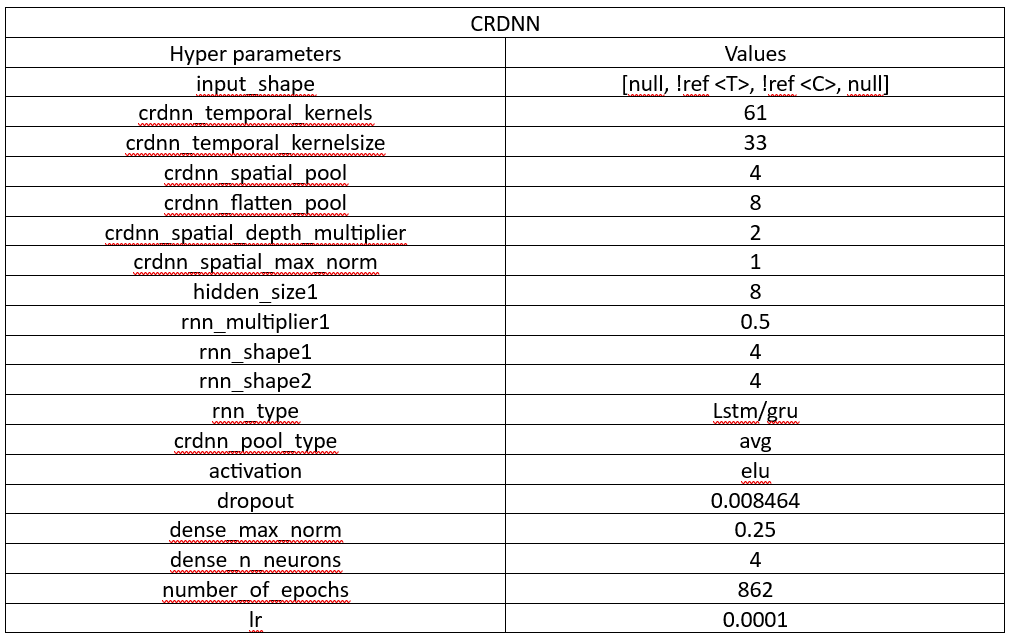 CRDNN
Hyper parameters Values
input_shape [null, !ref <T>, !ref <C>, null]
crdnn_temporal_kernels 61
crdnn_temporal_kernelsize 33
crdnn_spatial_pool 4
crdnn_flatten_pool 8
crdnn_spatial_depth_multiplier 2
crdnn_spatial_max_norm 1
hidden_size1 8
rnn_multiplier1 0.5
rnn_shape1 4
rnn_shape2 4
rnn_type Lstm/gru
crdnn_pool_type avg
activation elu
dropout 0.008464
dense_max_norm 0.25
dense_n_neurons 4
number_of_epochs 862
lr 0.0001